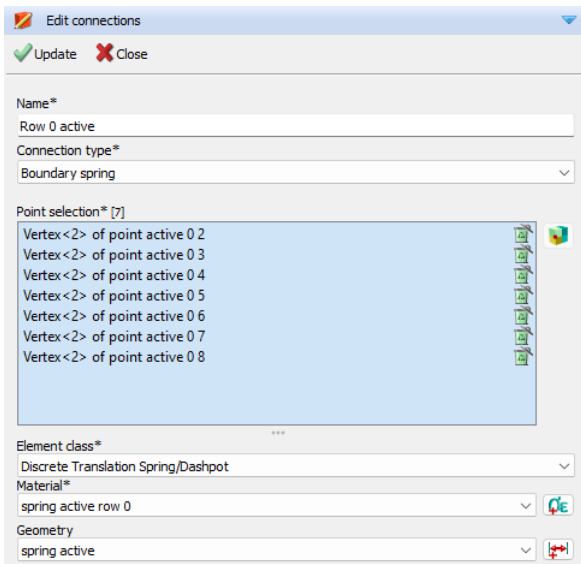 Edit connections
Update Close
Name*
Row 0 active
Connection type*
Boundary spring
Point selection* [7]
Vertex<2> of point active 0 2
Vertex<2> of point active 0 3
Vertex<2> of point active 0 4
Vertex<2> of point active 0 5
Vertex<2> of point active 0 6
Vertex<2> of point active 0 7
Vertex<2> of point active 0 8
Element class*
Discrete Translation Spring/Dashpot
Material*
spring active row 0
Geometry
spring active